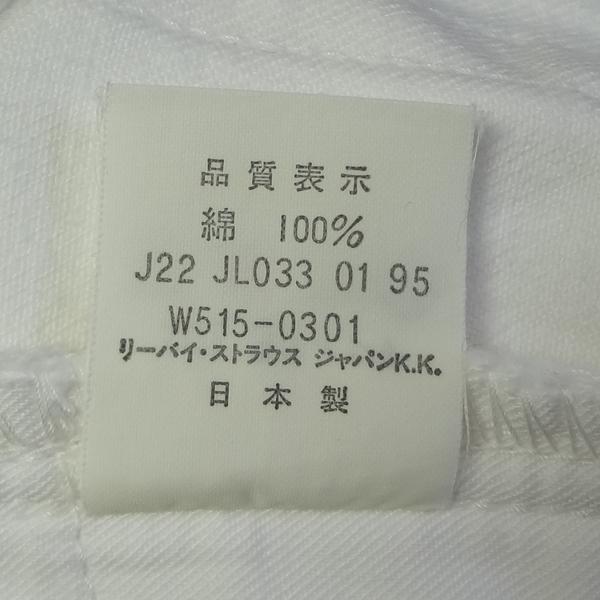 品質表示
綿 100%
J22 JL033 01 95
W515-0301
リーバイ・ストラウス ジャパンK.K.
日本製